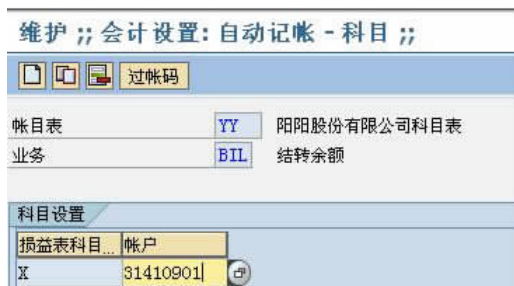 维护 ;; 会计设置: 自动记帐 - 科目 ;;
过帐码
帐目表 YY 阳阳股份有限公司科目表
业务 BIL 结转余额
科目设置
损益表科目... 帐户
X 31410901